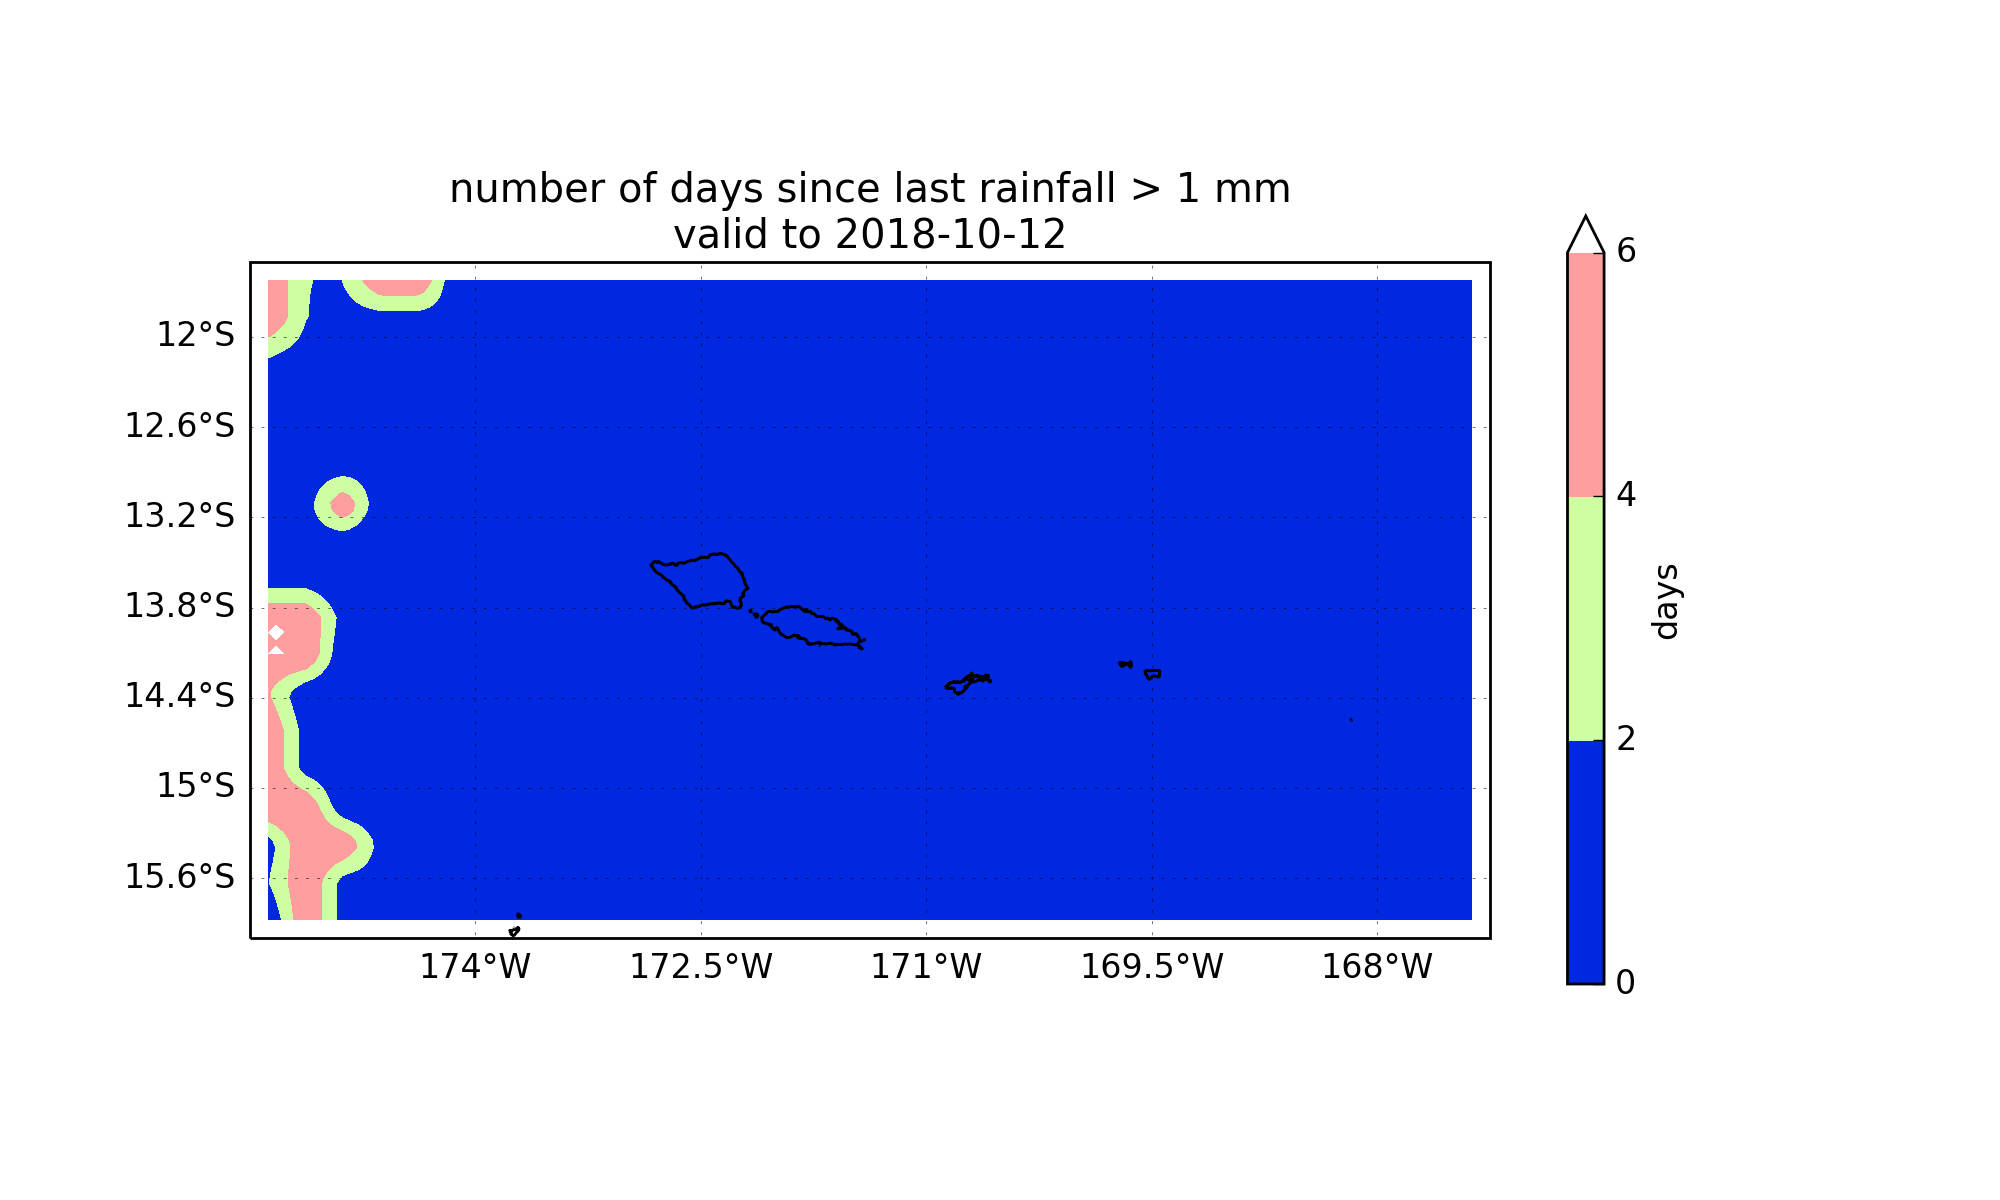 number of days since last rainfall > 1 mm
valid to 2018-10-12
12°S
12.6°S
13.2°S
13.8°S
14.4°S
15°S
15.6°S
174°W
172.5°W
171°W
169.5°W
168°W
6
4
2
0
days